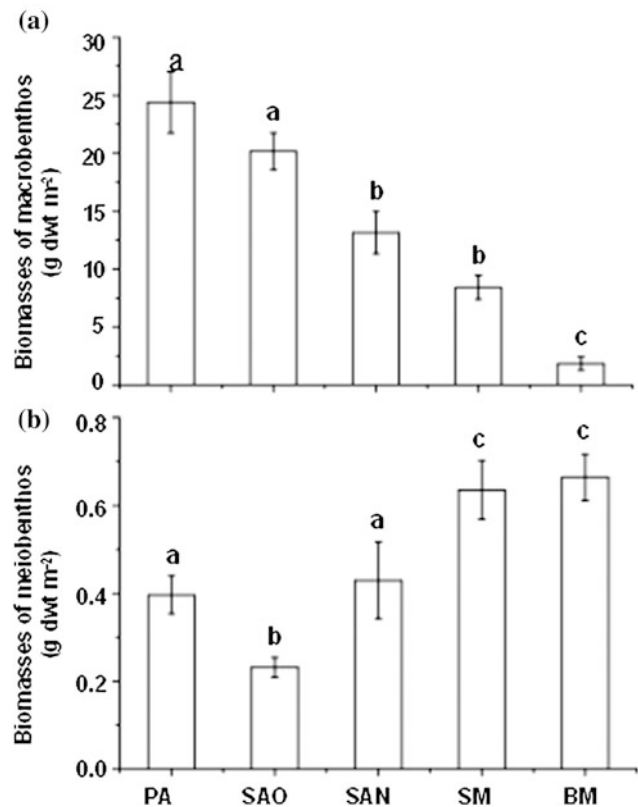 (a)
Biomasses of macrobenthos
(g dwt m-2)
30
25
20
15
10
5
0
a
a
b
b
c
(b)
Biomasses of meiobenthos
(g dwt m-2)
0.8
0.6
0.4
0.2
0.0
a
b
a
c
c
PA SAO SAN SM BM